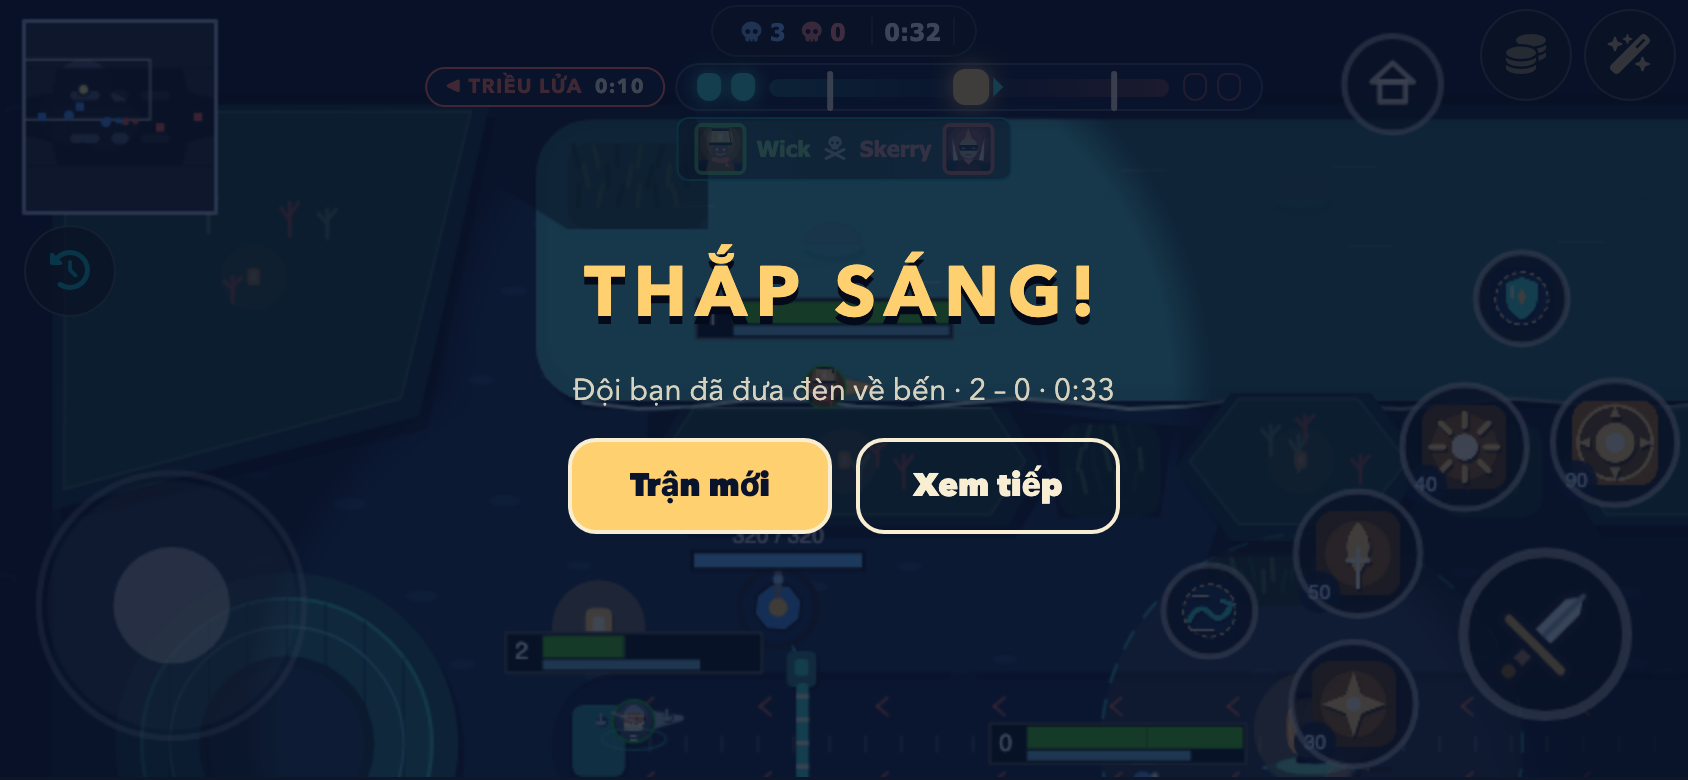 3 0 0:32
TRIỀU LỬA 0:10
Wick Skerry
THẮP SÁNG!
Đội bạn đã đưa đèn về bến · 2 – 0 · 0:33
Trận mới Xem tiếp
40
90
320 / 320
50
2
0
30